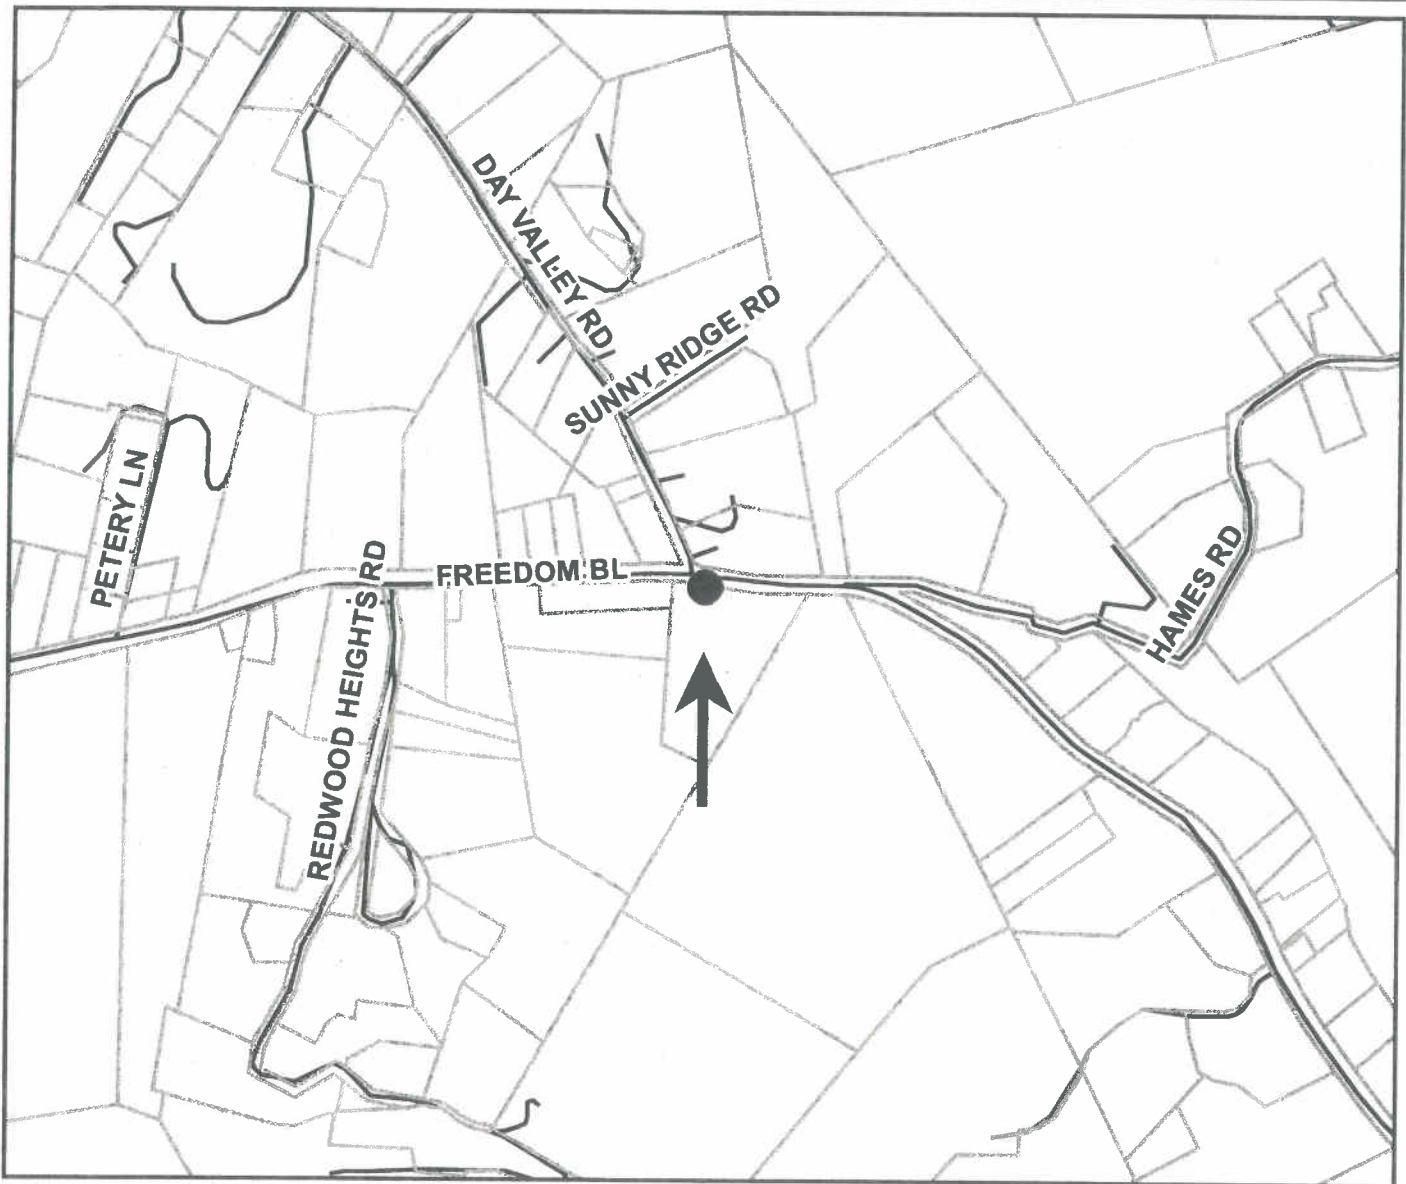 DAY VALLEY RD
SUNNY RIDGE RD
PETERY LN
FREEDOM BL
HAMES RD
REDWOOD HEIGHTS RD